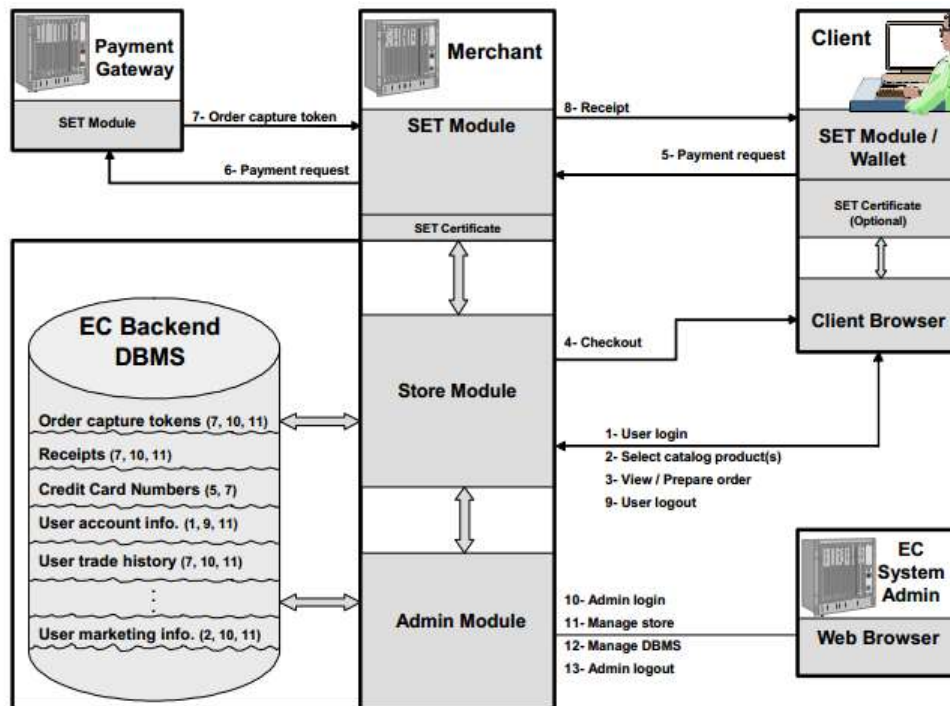 Payment
Gateway
SET Module
7- Order capture token
6- Payment request
Merchant
SET Module
SET Certificate
8- Receipt
5- Payment request
Client
SET Module /
Wallet
SET Certificate
(Optional)
Client Browser
EC Backend
DBMS
Order capture tokens (7, 10, 11)
Receipts (7, 10, 11)
Credit Card Numbers (5, 7)
User account info. (1, 9, 11)
User trade history (7, 10, 11)
:
User marketing info. (2, 10, 11)
Store Module
4- Checkout
1- User login
2- Select catalog product(s)
3- View / Prepare order
9- User logout
Admin Module
10- Admin login
11- Manage store
12- Manage DBMS
13- Admin logout
EC
System
Admin
Web Browser